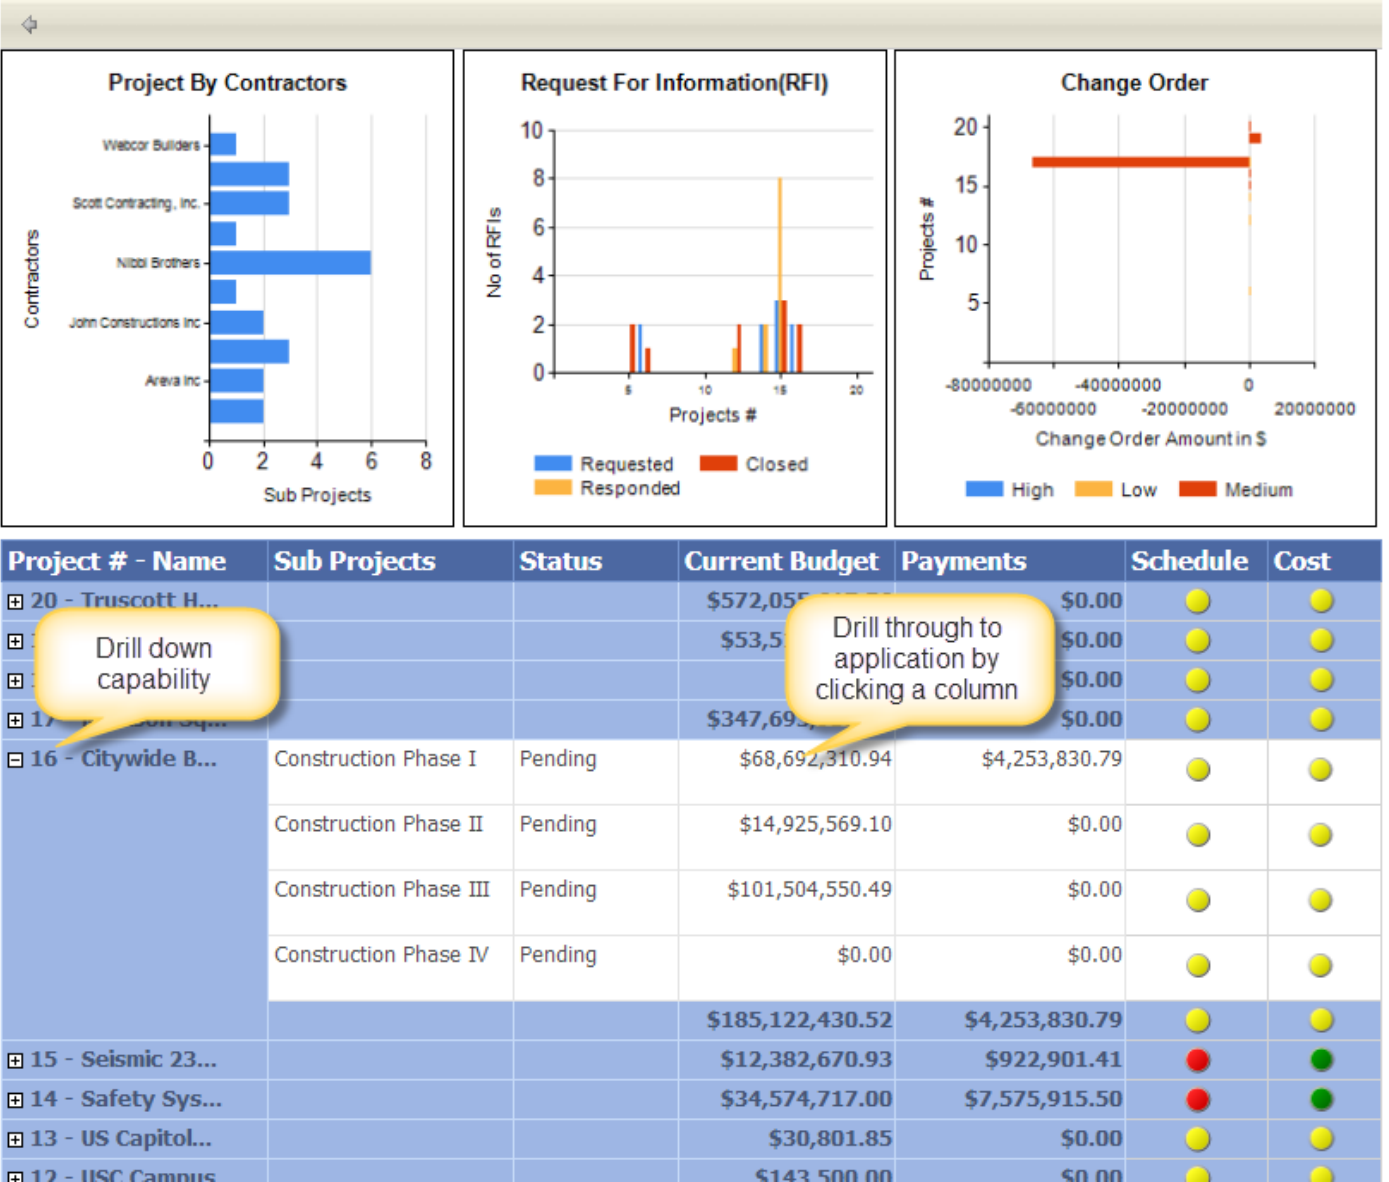 Project By Contractors
Contractors
Webcor Builders
Scott Contracting, Inc.
Nibbi Brothers
John Constructions Inc
Areva Inc
0 2 4 6 8
Sub Projects
Request For Information(RFI)
No of RFIs
10
8
6
4
2
0
5 10 15 20
Projects #
Requested Closed
Responded
Change Order
Projects #
20
15
10
5
-80000000 -40000000 0
-60000000 -20000000 20000000
Change Order Amount in $
High Low Medium
Project # - Name Sub Projects Status Current Budget Payments Schedule Cost
20 - Truscott H... $0.00
$0.00
$0.00
17 $0.00
Drill down
capability
Drill through to
application by
clicking a column
16 - Citywide B... Construction Phase I Pending $68,692,310.94 $4,253,830.79
Construction Phase II Pending $14,925,569.10 $0.00
Construction Phase III Pending $101,504,550.49 $0.00
Construction Phase IV Pending $0.00 $0.00
$185,122,430.52 $4,253,830.79
15 - Seismic 23... $12,382,670.93 $922,901.41
14 - Safety Sys... $34,574,717.00 $7,575,915.50
13 - US Capitol... $30,801.85 $0.00
12 - USC Campus $143,500.00 $0.00